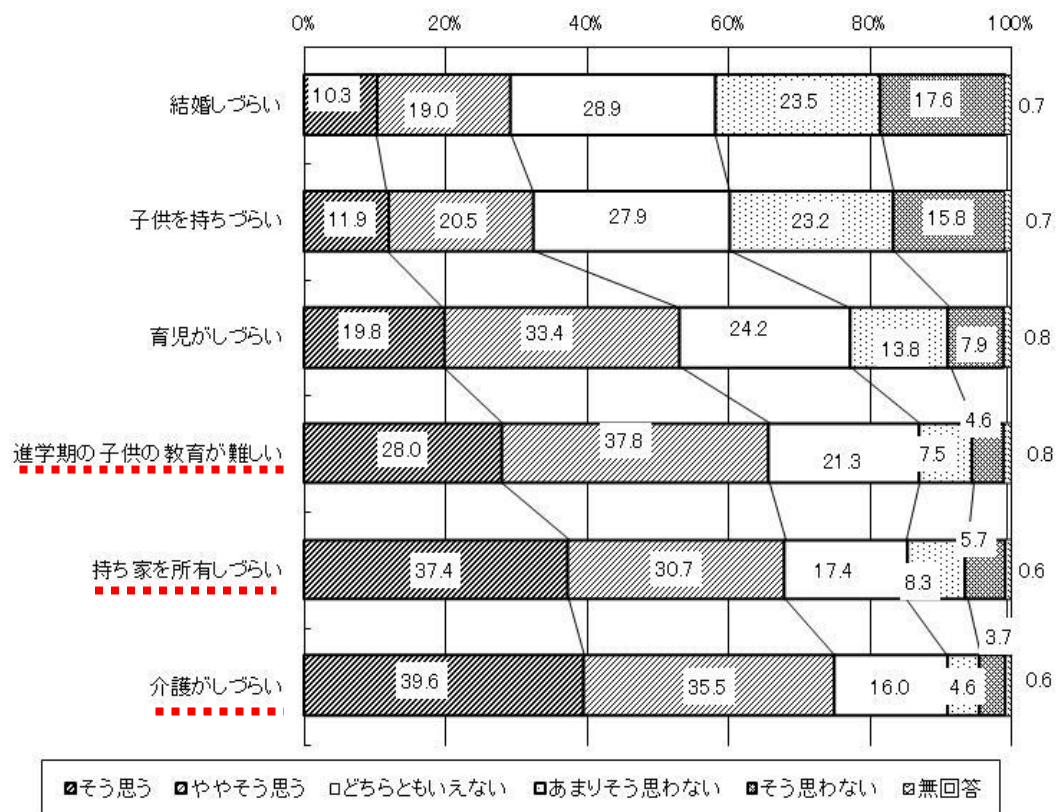 0% 20% 40% 60% 80% 100%
結婚しづらい 10.3 19.0 28.9 23.5 17.6 0.7
子供を持ちづらい 11.9 20.5 27.9 23.2 15.8 0.7
育児がしづらい 19.8 33.4 24.2 13.8 7.9 0.8
進学期の子供の教育が難しい 28.0 37.8 21.3 7.5 4.6 0.8
持ち家を所有しづらい 37.4 30.7 17.4 8.3 5.7 0.6
介護がしづらい 39.6 35.5 16.0 4.6 3.7 0.6
そう思う ややそう思う どちらともいえない あまりそう思わない そう思わない 無回答